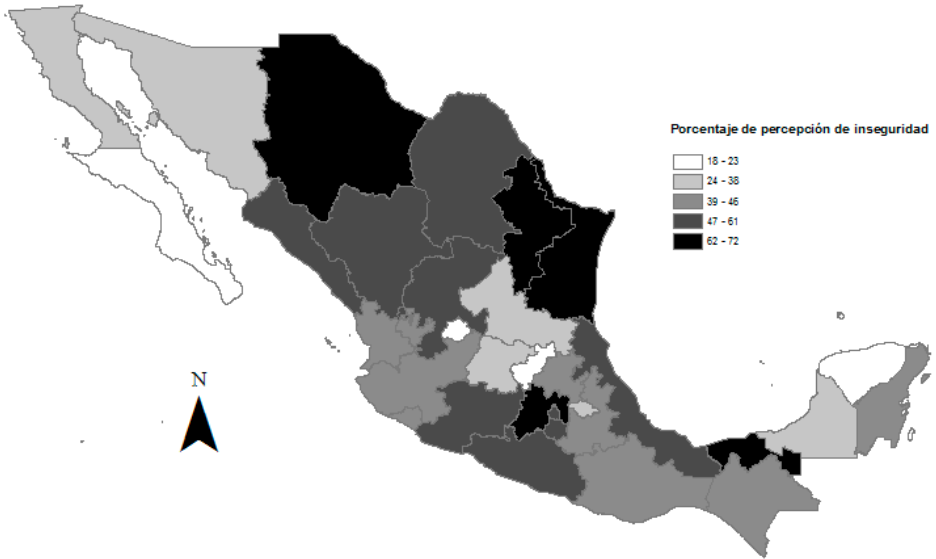 Porcentaje de percepción de inseguridad
18 - 23
24 - 38
39 - 46
47 - 61
62 - 72
N